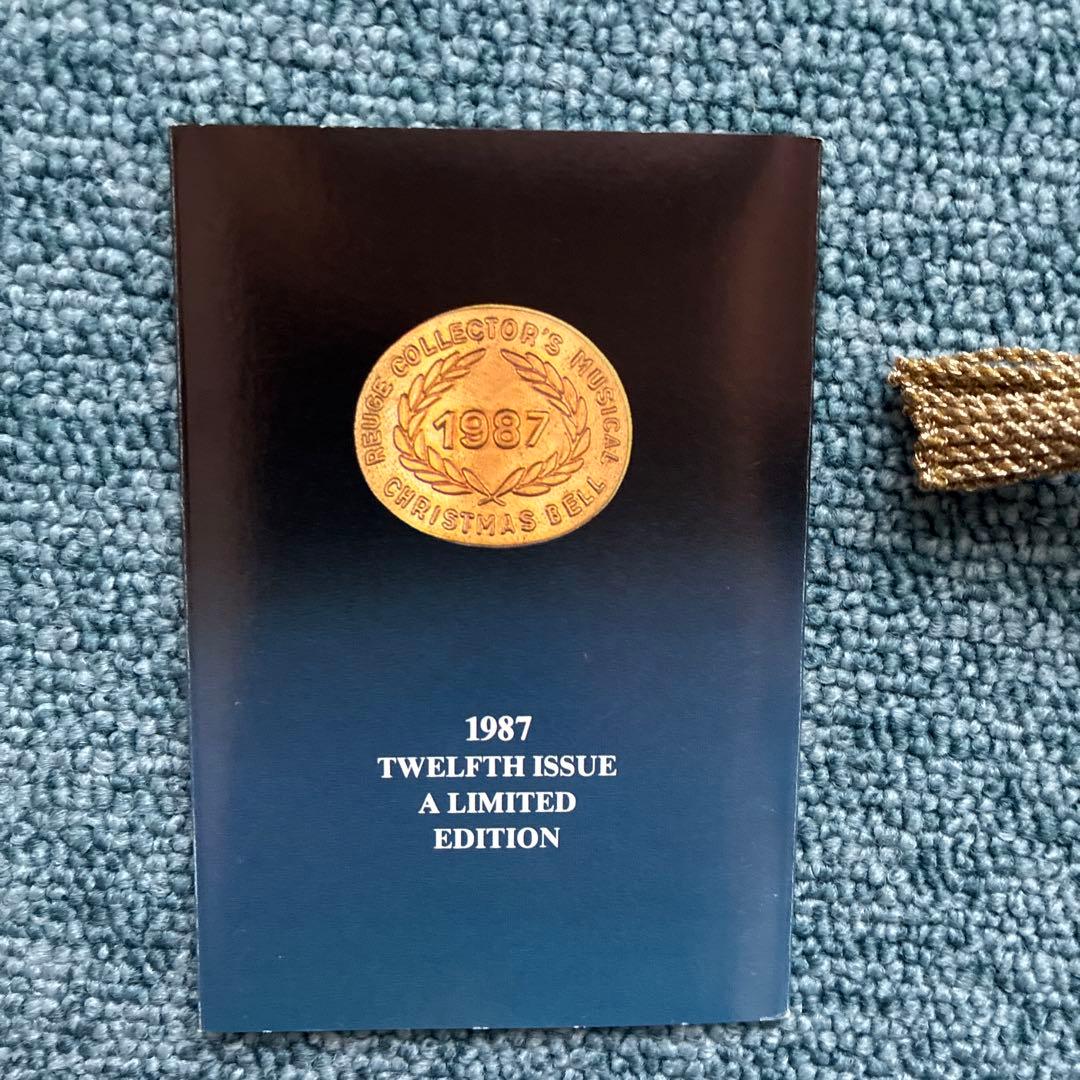 REUGE COLLECTOR'S MUSICAL
1987
CHRISTMAS BELL
1987
TWELFTH ISSUE
A LIMITED
EDITION